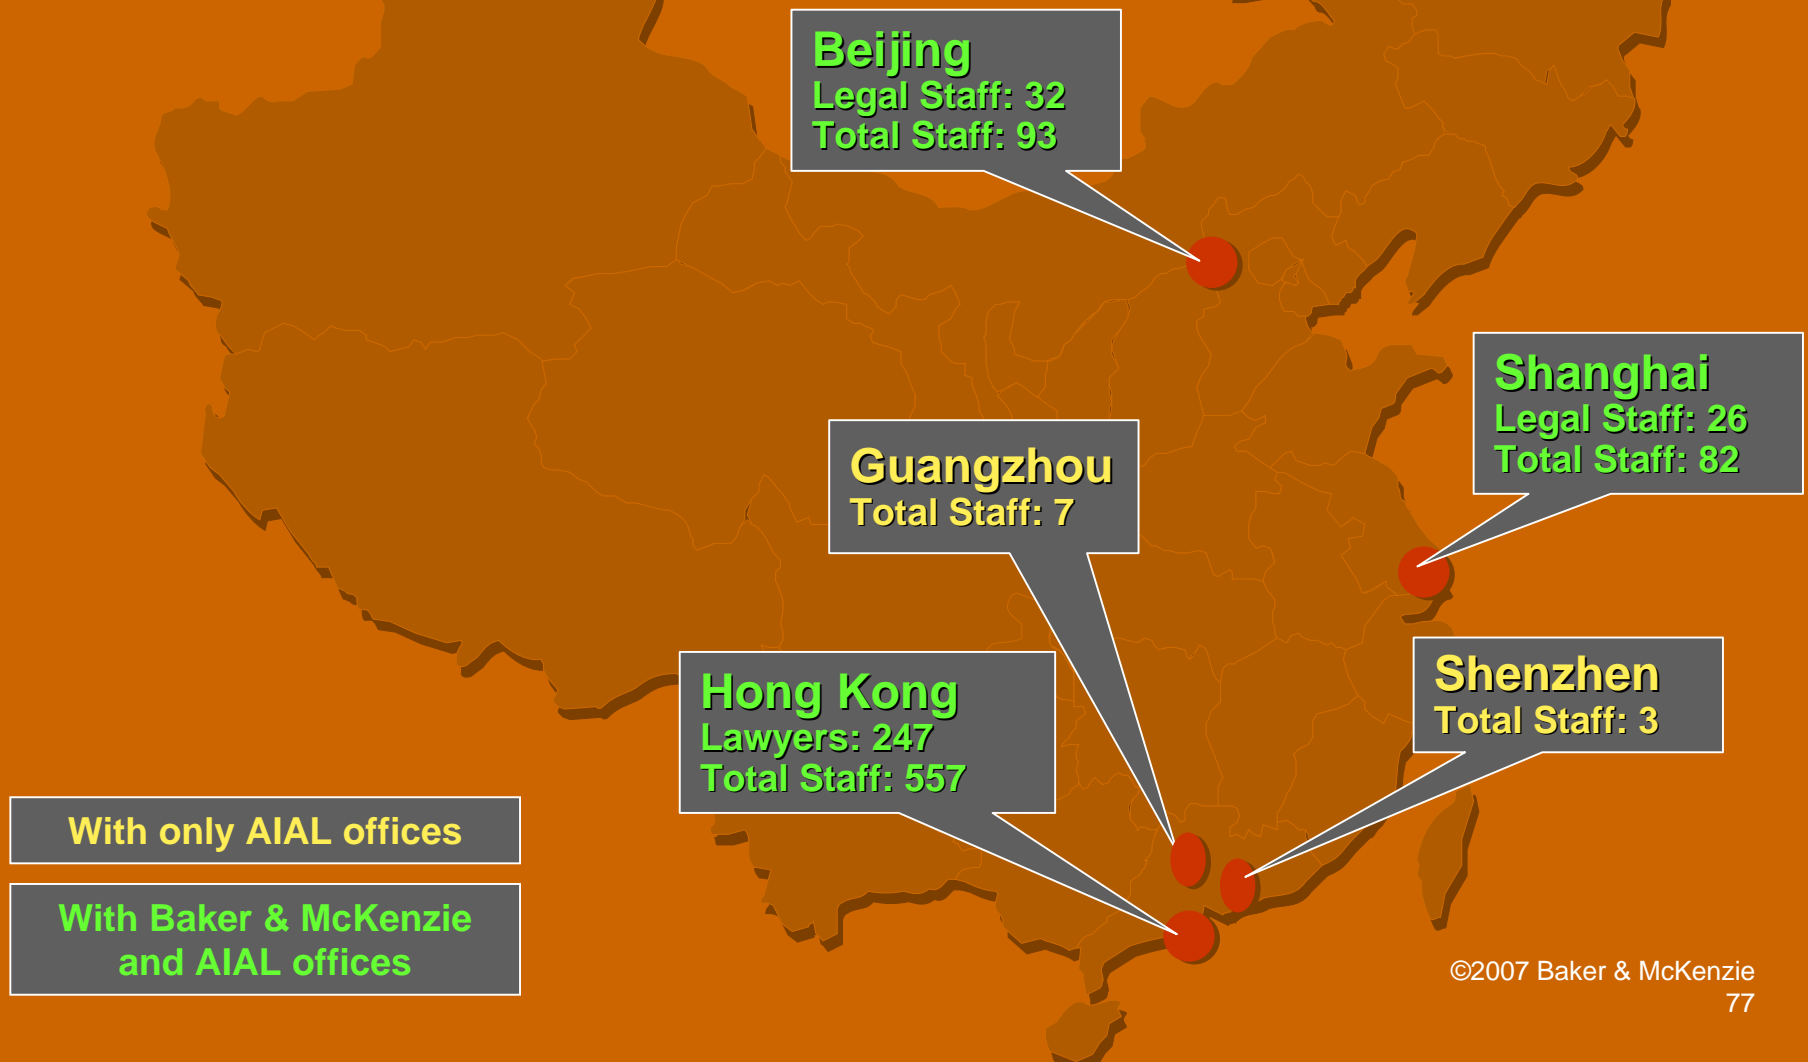 Beijing
Legal Staff: 32
Total Staff: 93
Shanghai
Legal Staff: 26
Total Staff: 82
Guangzhou
Total Staff: 7
Hong Kong
Lawyers: 247
Total Staff: 557
Shenzhen
Total Staff: 3
With only AIAL offices
With Baker & McKenzie
and AIAL offices
©2007 Baker & McKenzie
77